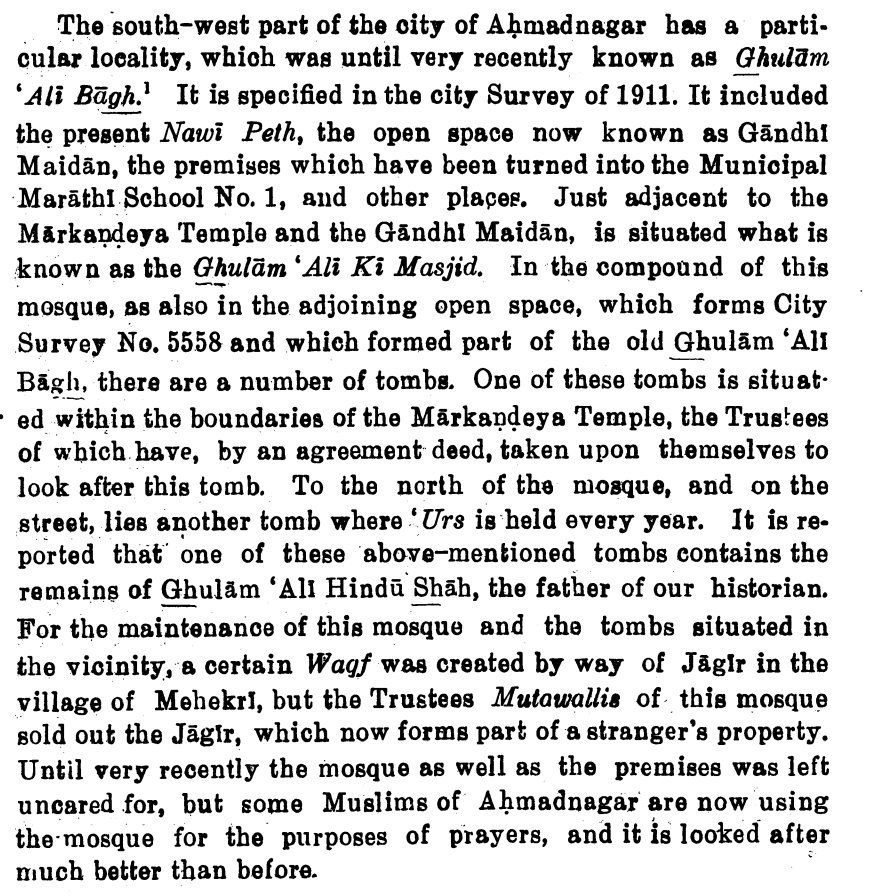 The south-west part of the city of Aḥmadnagar has a parti-
cular locality, which was until very recently known as G͟hulām
‘Alī Bāg͟h.¹ It is specified in the city Survey of 1911. It included
the present Nawī Peth, the open space now known as Gāndhī
Maidān, the premises which have been turned into the Municipal
Marāthī School No. 1, and other places. Just adjacent to the
Mārkaṇḍeya Temple and the Gāndhī Maidān, is situated what is
known as the G͟hulām ‘Alī Kī Masjid. In the compound of this
mosque, as also in the adjoining open space, which forms City
Survey No. 5558 and which formed part of the old G͟hulām ‘Alī
Bāg͟h, there are a number of tombs. One of these tombs is situat-
ed within the boundaries of the Mārkaṇḍeya Temple, the Trustees
of which have, by an agreement deed, taken upon themselves to
look after this tomb. To the north of the mosque, and on the
street, lies another tomb where ‘Urs is held every year. It is re-
ported that one of these above-mentioned tombs contains the
remains of G͟hulām ‘Alī Hindū S͟hāh, the father of our historian.
For the maintenance of this mosque and the tombs situated in
the vicinity, a certain Waqf was created by way of Jāgīr in the
village of Mehekrī, but the Trustees Mutawallis of this mosque
sold out the Jāgīr, which now forms part of a stranger's property.
Until very recently the mosque as well as the premises was left
uncared for, but some Muslims of Aḥmadnagar are now using
the mosque for the purposes of prayers, and it is looked after
much better than before.